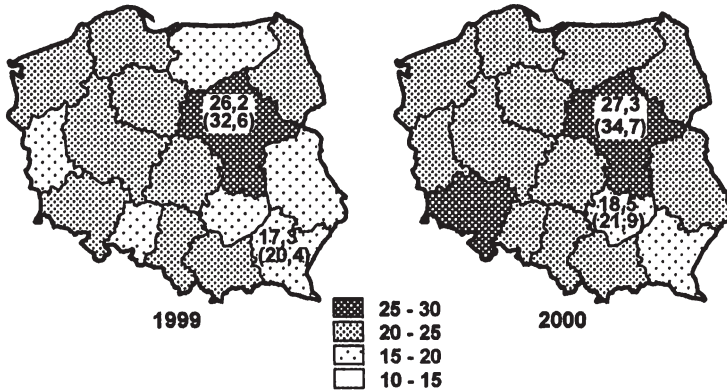 26,2
(32,6)
17,3
(20,4)
1999
27,3
(34,7)
18,5
(21,9)
2000
25 - 30
20 - 25
15 - 20
10 - 15